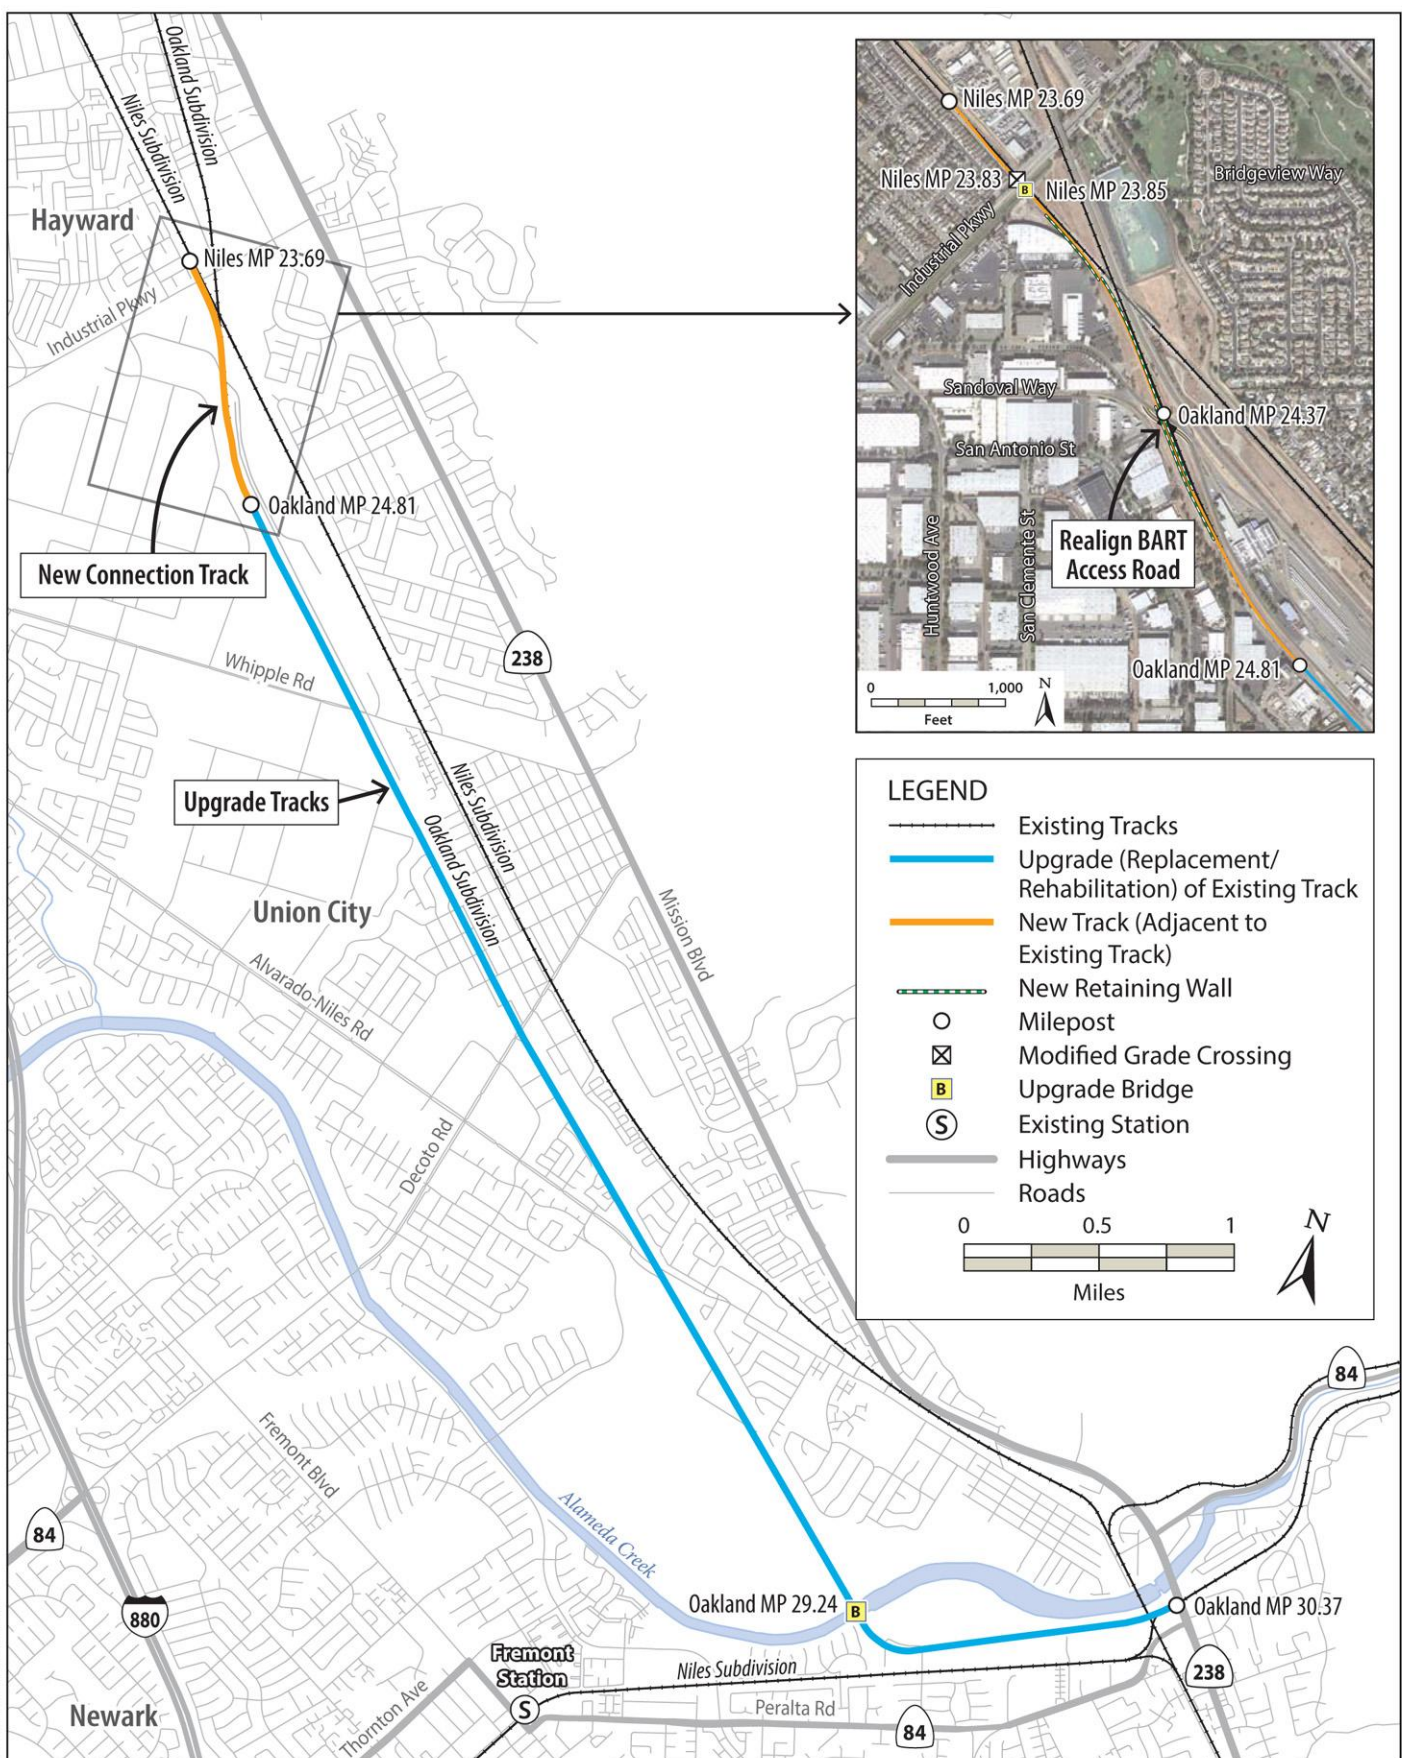 Oakland Subdivision
Niles Subdivision
Hayward
Niles MP 23.69
Industrial Pkwy
Oakland MP 24.81
New Connection Track
238
Whipple Rd
Upgrade Tracks
Niles Subdivision
Oakland Subdivision
Union City
Mission Blvd
Alvarado-Niles Rd
Decoto Rd
Fremont Blvd
Alameda Creek
84
880
Newark
Oakland MP 29.24
B
Fremont
Station
S
Niles Subdivision
Thornton Ave
Peralta Rd
84
Oakland MP 30.37
238
84
Niles MP 23.69
Niles MP 23.83
B
Niles MP 23.85
Bridgeview Way
Industrial Pkwy
Sandoval Way
Oakland MP 24.37
San Antonio St
Huntwood Ave
San Clemente St
Realign BART
Access Road
Oakland MP 24.81
0 1,000
Feet
N
LEGEND
Existing Tracks
Upgrade (Replacement/
Rehabilitation) of Existing Track
New Track (Adjacent to
Existing Track)
New Retaining Wall
Milepost
Modified Grade Crossing
B Upgrade Bridge
S Existing Station
Highways
Roads
0 0.5 1
Miles
N